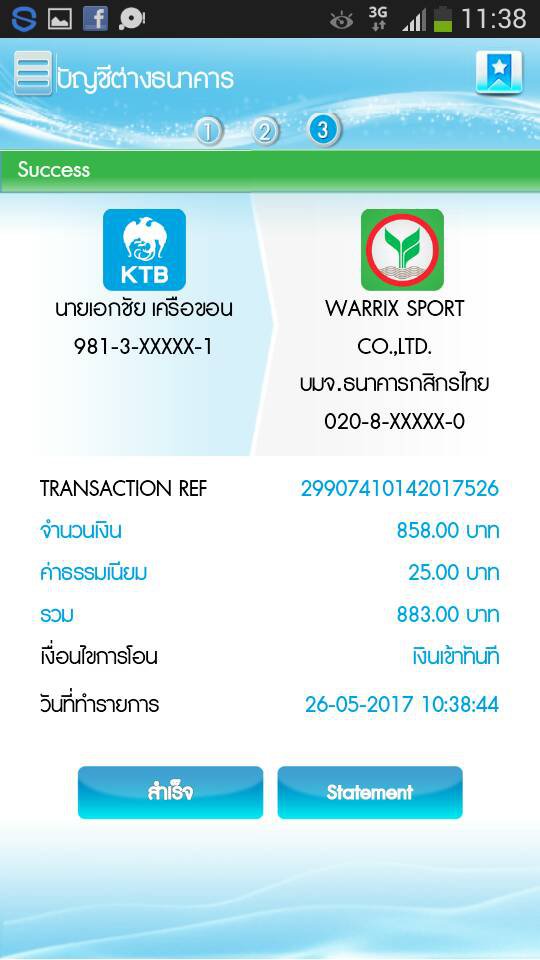 3G 11:38
บัญชีต่างธนาคาร
1 2 3
Success
KTB
นายเอกชัย เครือขอน
981-3-XXXXX-1
WARRIX SPORT
CO.,LTD.
บมจ.ธนาคารกสิกรไทย
020-8-XXXXX-0
TRANSACTION REF 29907410142017526
จำนวนเงิน 858.00 บาท
ค่าธรรมเนียม 25.00 บาท
รวม 883.00 บาท
เงื่อนไขการโอน เงินเข้าทันที
วันที่ทำรายการ 26-05-2017 10:38:44
สำเร็จ Statement